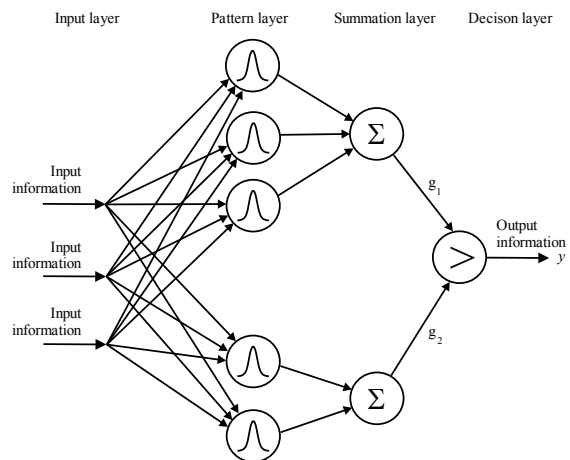 Input layer
Pattern layer
Summation layer
Decison layer
Input
information
Input
information
Input
information
Σ
g1
>
Output
information
y
g2
Σ